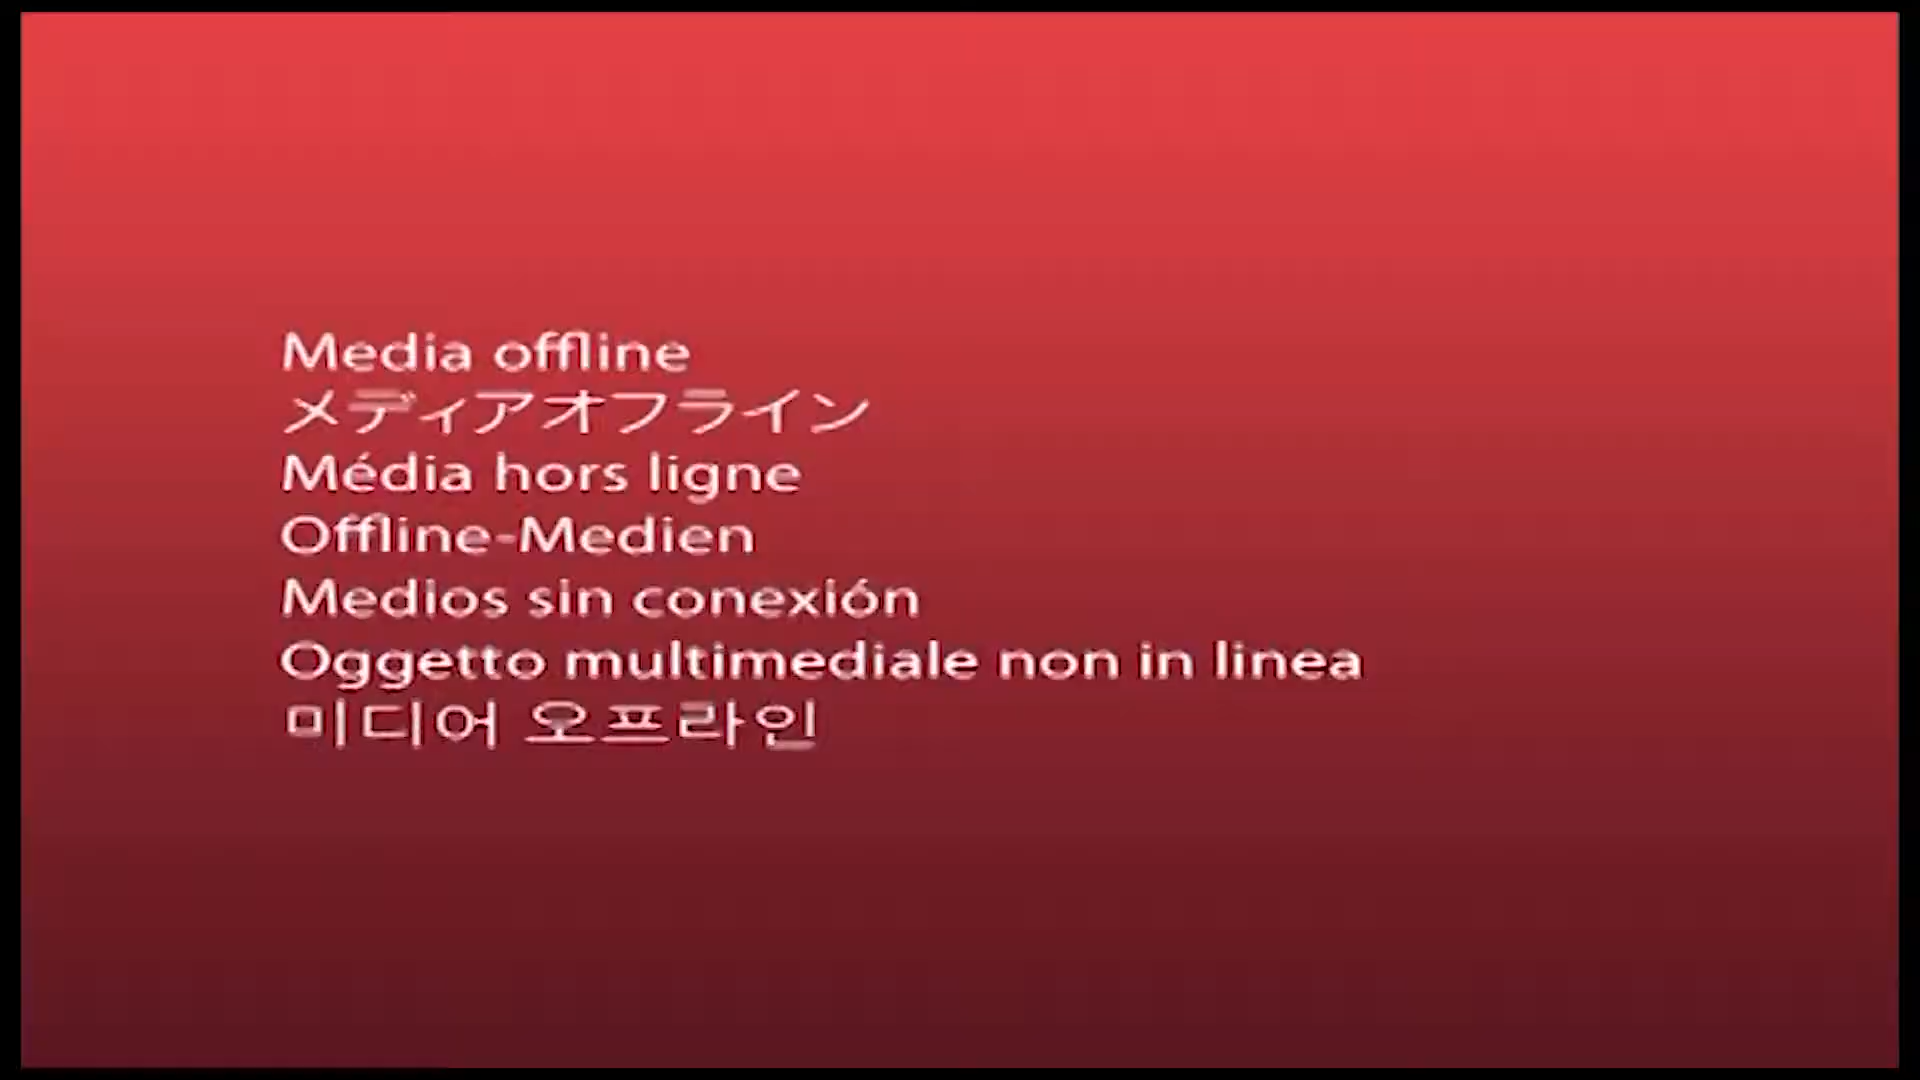 Media offline
メディアオフライン
Média hors ligne
Offline-Medien
Medios sin conexión
Oggetto multimediale non in linea
미디어 오프라인